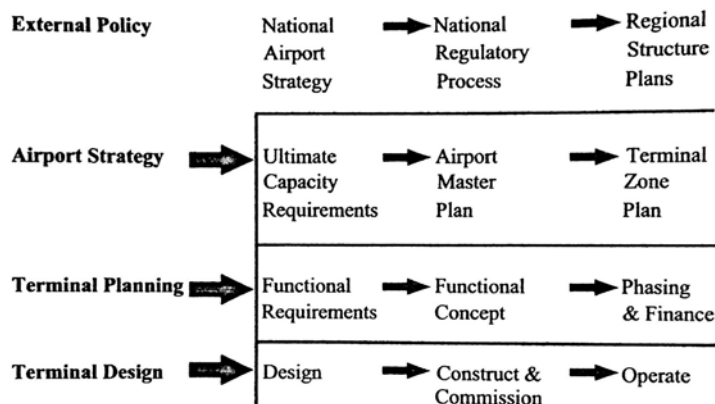 External Policy
National
Airport
Strategy
National
Regulatory
Process
Regional
Structure
Plans
Airport Strategy
Ultimate
Capacity
Requirements
Airport
Master
Plan
Terminal
Zone
Plan
Terminal Planning
Functional
Requirements
Functional
Concept
Phasing
& Finance
Terminal Design
Design
Construct &
Commission
Operate